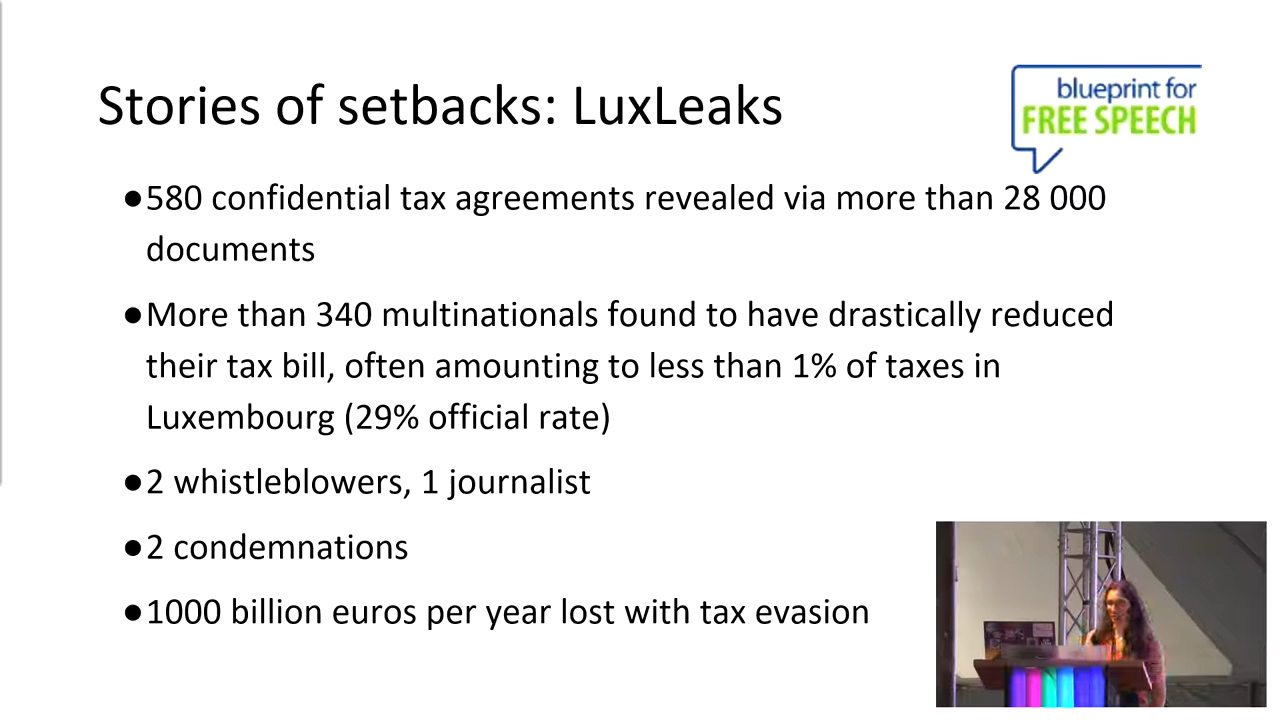 Stories of setbacks: LuxLeaks
blueprint for
FREE SPEECH
●580 confidential tax agreements revealed via more than 28 000
documents
●More than 340 multinationals found to have drastically reduced
their tax bill, often amounting to less than 1% of taxes in
Luxembourg (29% official rate)
●2 whistleblowers, 1 journalist
●2 condemnations
●1000 billion euros per year lost with tax evasion